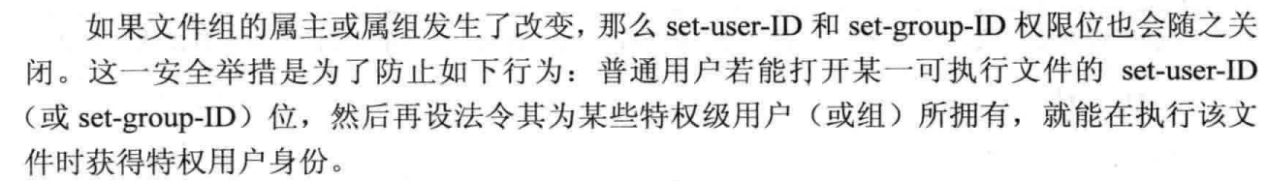 如果文件组的属主或属组发生了改变，那么 set-user-ID 和 set-group-ID 权限位也会随之关
闭。这一安全举措是为了防止如下行为：普通用户若能打开某一可执行文件的 set-user-ID
（或 set-group-ID）位，然后再设法令其为某些特权级用户（或组）所拥有，就能在执行该文
件时获得特权用户身份。